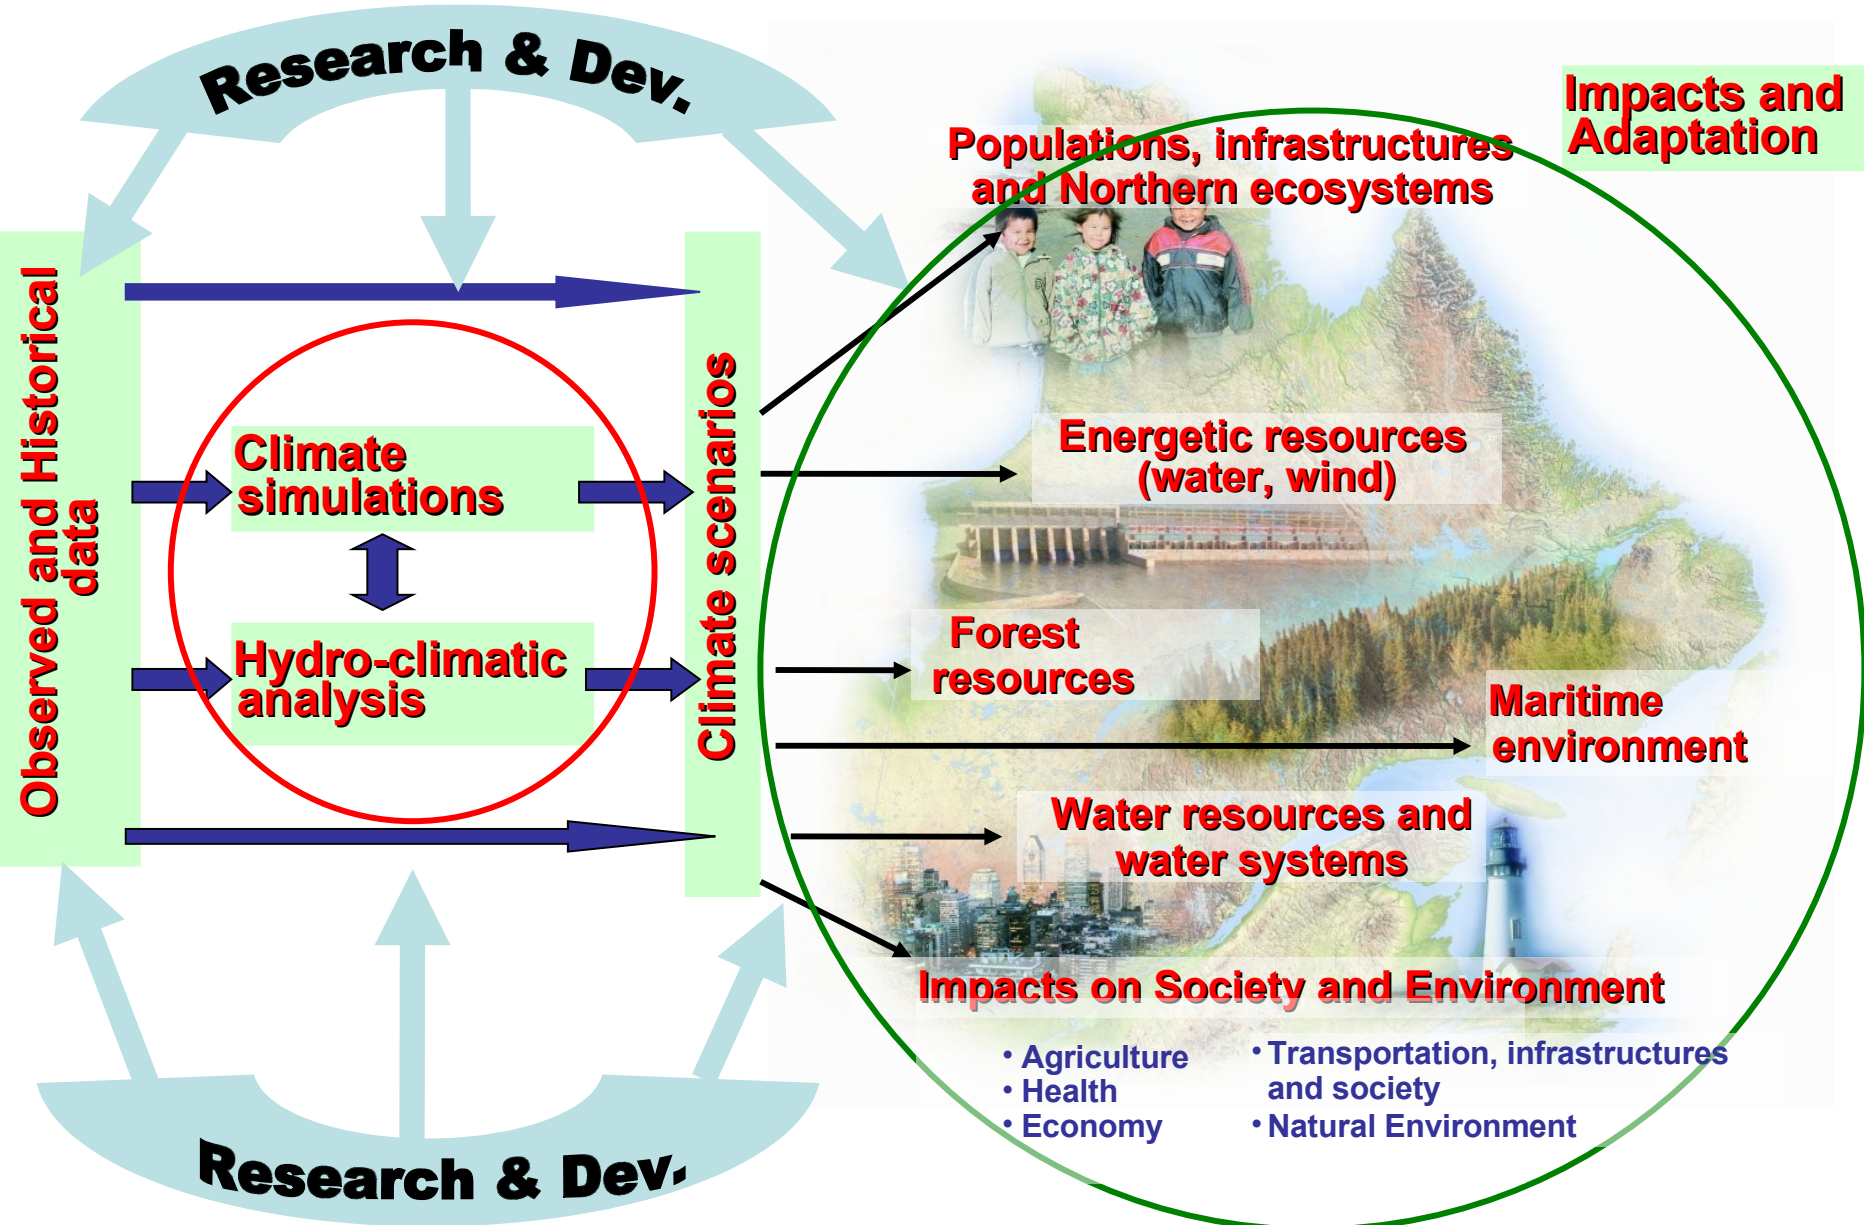 Research & Dev.
Impacts and
Adaptation
Populations, infrastructures
and Northern ecosystems
Observed and Historical
data
Climate
simulations
Hydro-climatic
analysis
Climate scenarios
Energetic resources
(water, wind)
Forest
resources
Maritime
environment
Water resources and
water systems
Impacts on Society and Environment
• Agriculture
• Health
• Economy
• Transportation, infrastructures
and society
• Natural Environment
Research & Dev.